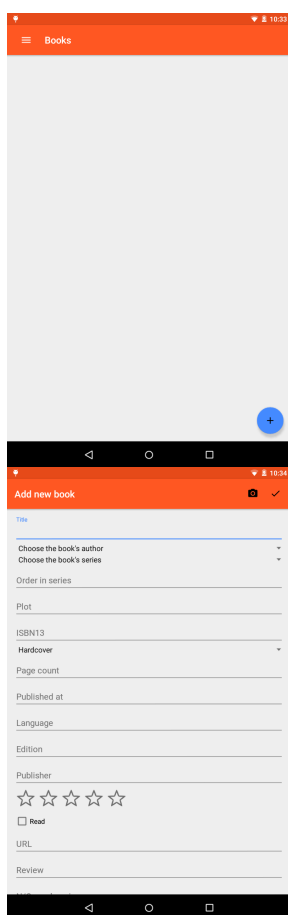 10:33
Books
+
10:34
Add new book
Title
Choose the book's author
Choose the book's series
Order in series
Plot
ISBN13
Hardcover
Page count
Published at
Language
Edition
Publisher
Read
URL
Review